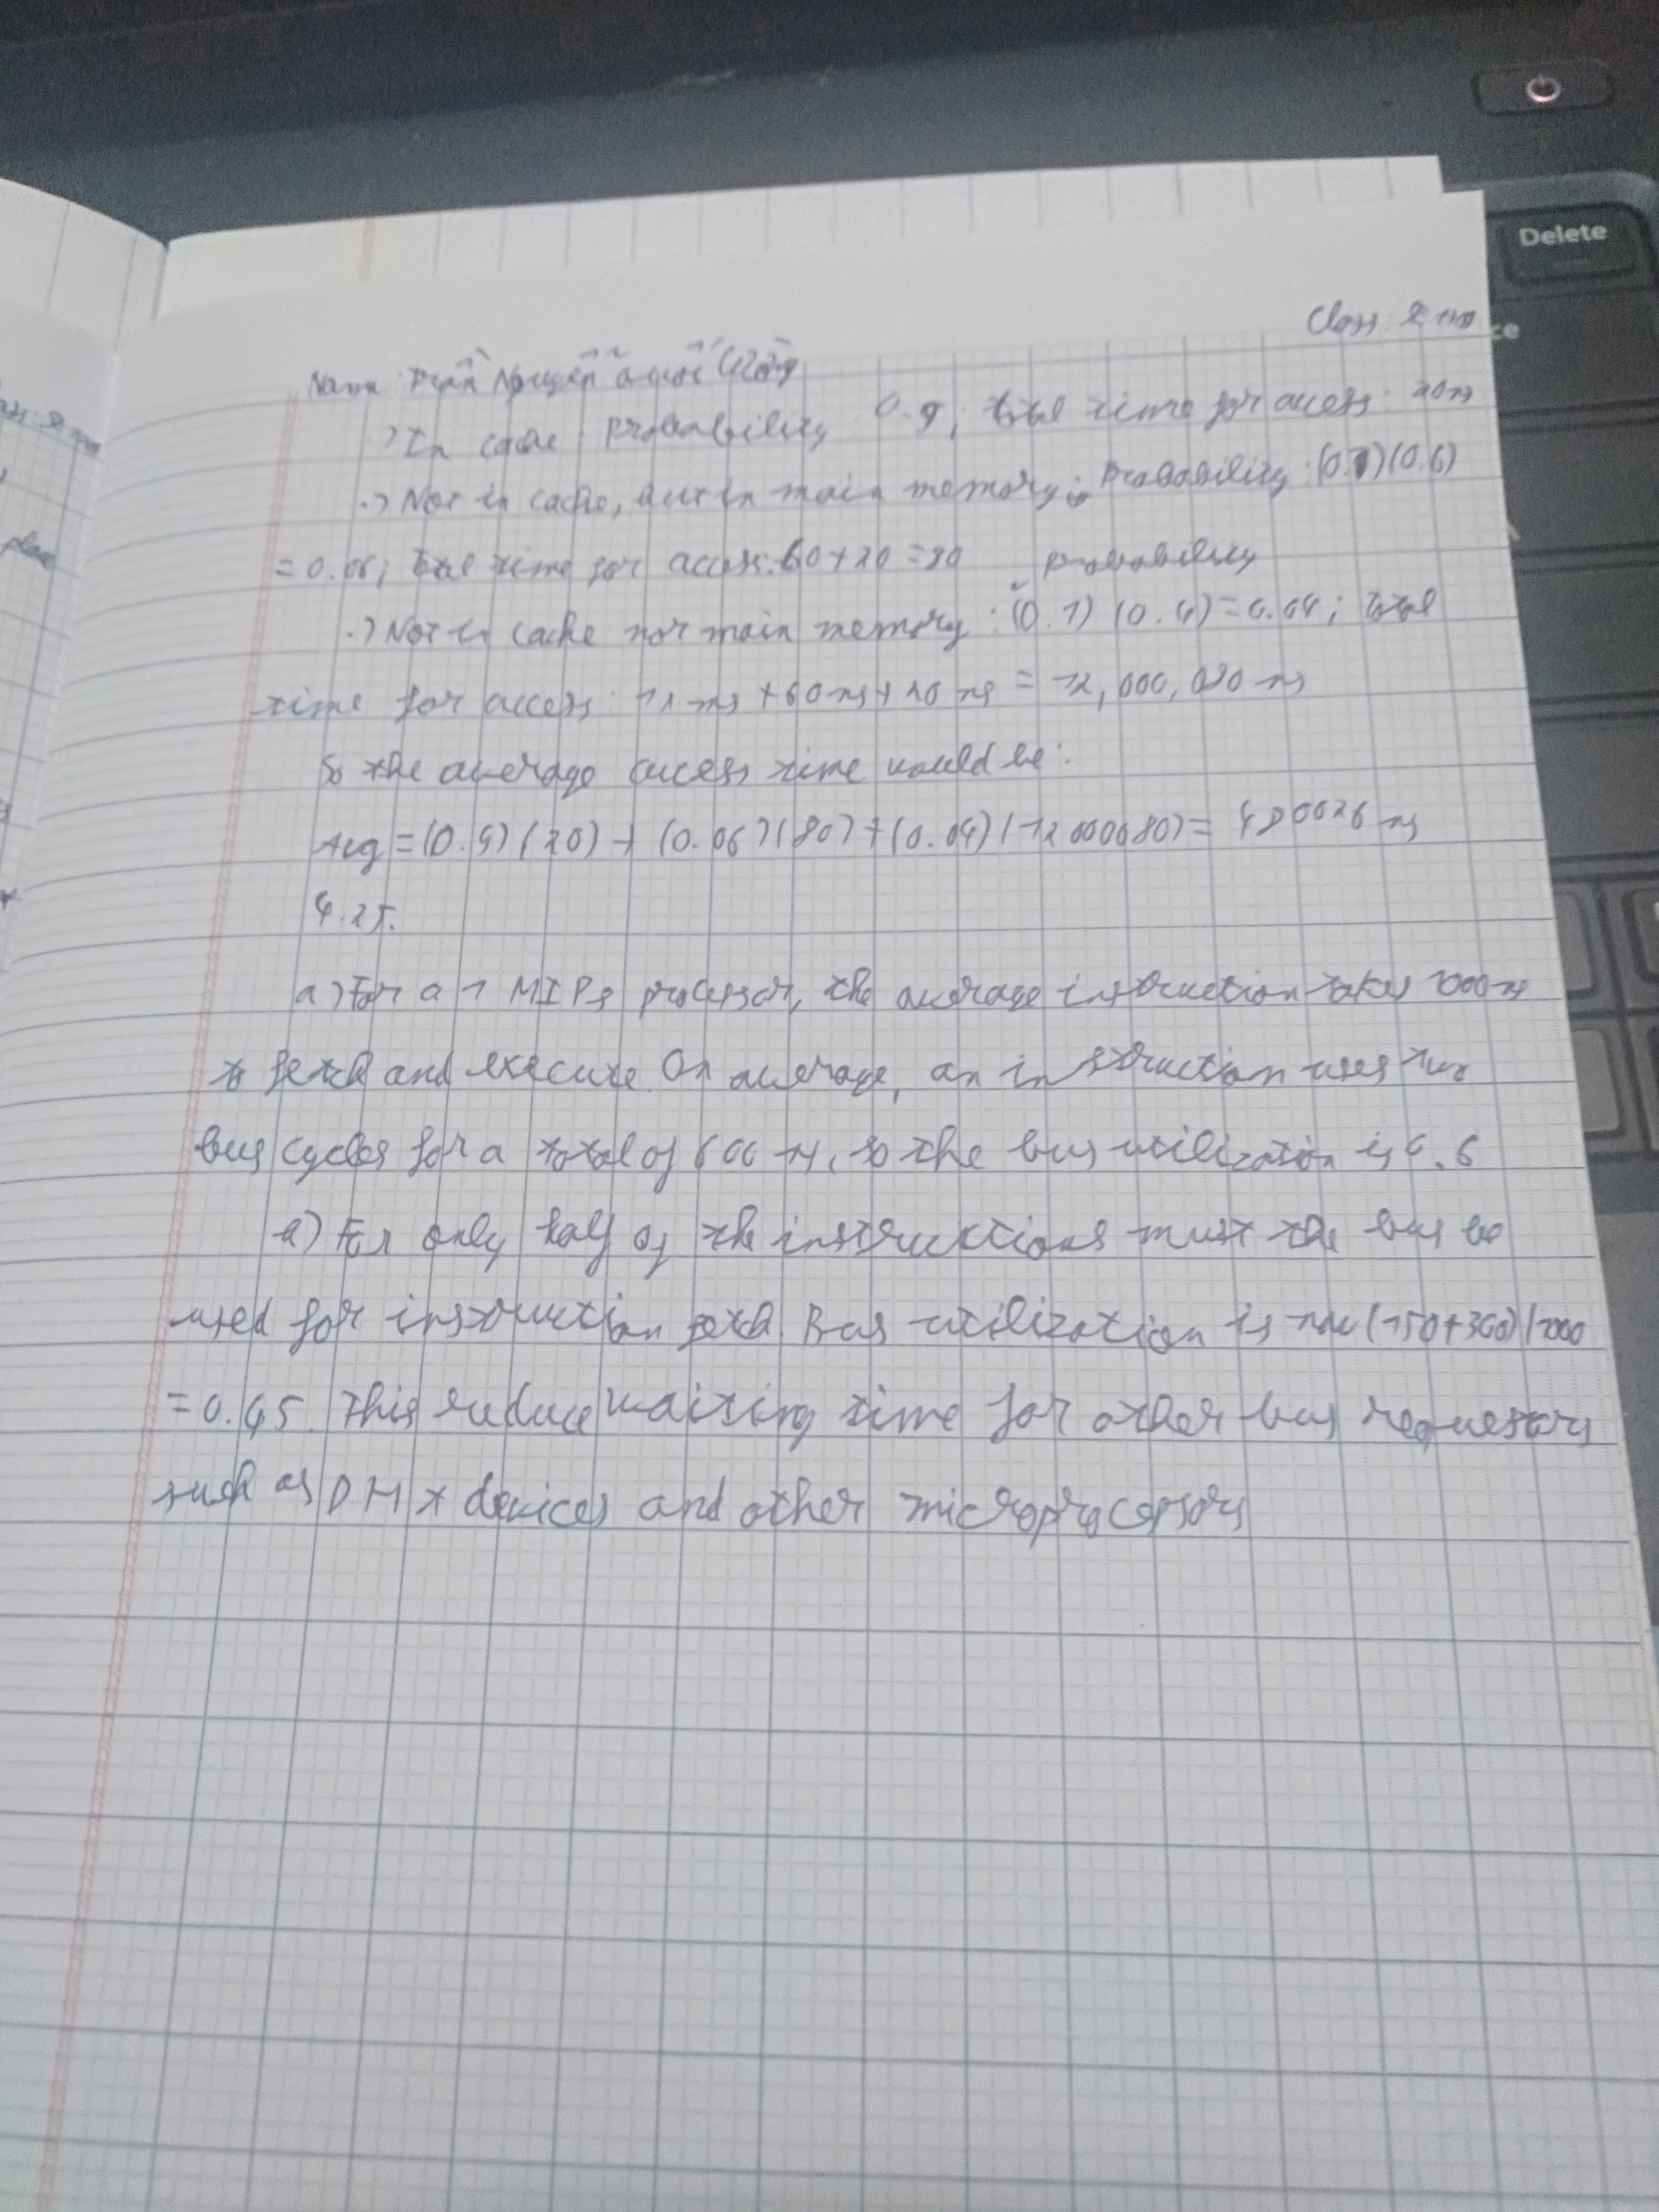 Delete
Class:
ce
Name: Trần Nguyễn Quốc Cường
·) In cache probability 0.9, total time for access: 20 ns
·) Not in cache, but in main memory: probability: (0.1)(0.6)
= 0.06; total time for access: 60 + 20 = 80
probability
·) Not in cache nor main memory: (0.1) (0.4) = 0.04; total
time for access: 12 ms + 60 ns + 20 ns = 12,000,080 ns
So the average access time would be:
Avg = (0.9) (20) + (0.06) (80) + (0.04) (12000080) = 480026 ns
4.25.
a) For a 1 MIPs processor, the average instruction takes 1000 ns
to fetch and execute. On average, an instruction uses two
bus cycles for a total of 600 ns, so the bus utilization is 0.6
a) For only half of the instructions must the bus be
used for instruction fetch. Bus utilization is now (150+300)/1000
= 0.45. This reduce waiting time for other bus requestors
such as DMA devices and other microprocessors
plane